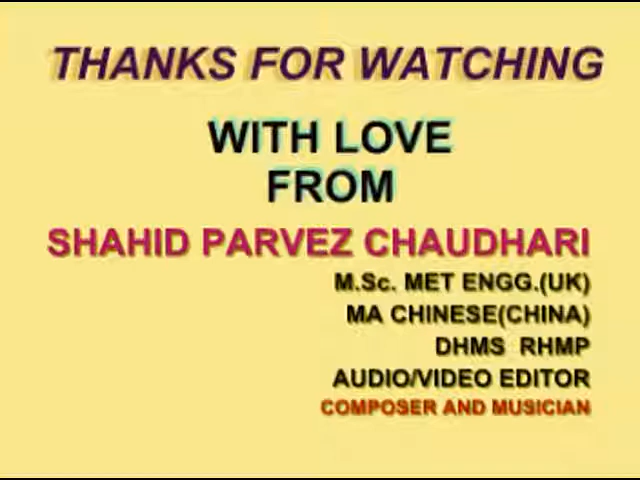 THANKS FOR WATCHING
WITH LOVE
FROM
SHAHID PARVEZ CHAUDHARI
M.Sc. MET ENGG.(UK)
MA CHINESE(CHINA)
DHMS RHMP
AUDIO/VIDEO EDITOR
COMPOSER AND MUSICIAN